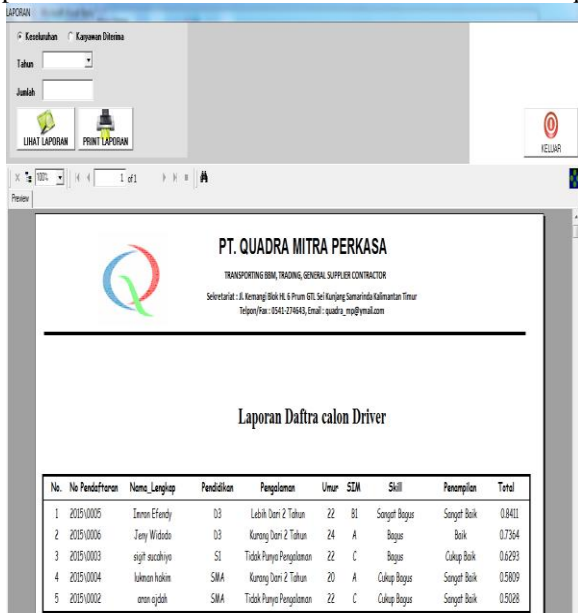 LAPORAN
Keseluruhan Karyawan Diterima
Tahun
Jumlah
LIHAT LAPORAN PRINT LAPORAN
KELUAR
100% 1 of1
Preview
PT. QUADRA MITRA PERKASA
TRANSPORTING BBM, TRADING, GENERAL SUPPLIER CONTRACTOR
Sekretariat : Jl. Kemangi Blok HL 6 Prum GTL Sei Kunjang Samarinda Kalimantan Timur
Telpon/Fax : 0541-274643, Email : quadra_mp@ymail.com
Laporan Daftra calon Driver
No. No Pendaftaran Nama_Lengkap Pendidikan Pengalaman Umur SIM Skill Penampilan Total
1 2015\0005 Imron Efendy D3 Lebih Dari 2 Tahun 22 B1 Sangat Bagus Sangat Baik 0.8411
2 2015\0006 Jeny Widodo D3 Kurang Dari 2 Tahun 24 A Bagus Baik 0.7364
3 2015\0003 sigit sucahiyo S1 Tidak Punya Pengalaman 22 C Bagus Cukup Baik 0.6293
4 2015\0004 lukman hakim SMA Kurang Dari 2 Tahun 20 A Cukup Bagus Sangat Baik 0.5809
5 2015\0002 aran ajdah SMA Tidak Punya Pengalaman 22 C Cukup Bagus Sangat Baik 0.5028